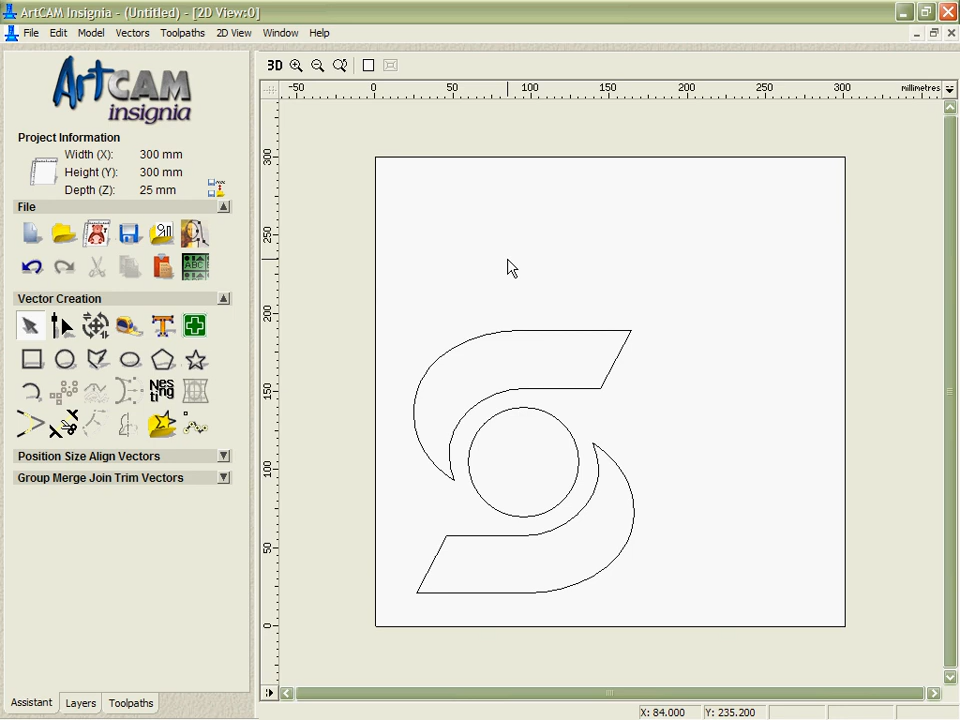 ArtCAM Insignia - (Untitled) - [2D View:0]
File Edit Model Vectors Toolpaths 2D View Window Help
ArtCAM
insignia
Project Information
Width (X): 300 mm
Height (Y): 300 mm
Depth (Z): 25 mm
File
ABC
Vector Creation
T
Nes
ting
Position Size Align Vectors
Group Merge Join Trim Vectors
Assistant Layers Toolpaths
3D
-50 0 50 100 150 200 250 300 millimetres
300
250
200
150
100
50
0
X: 84.000 Y: 235.200